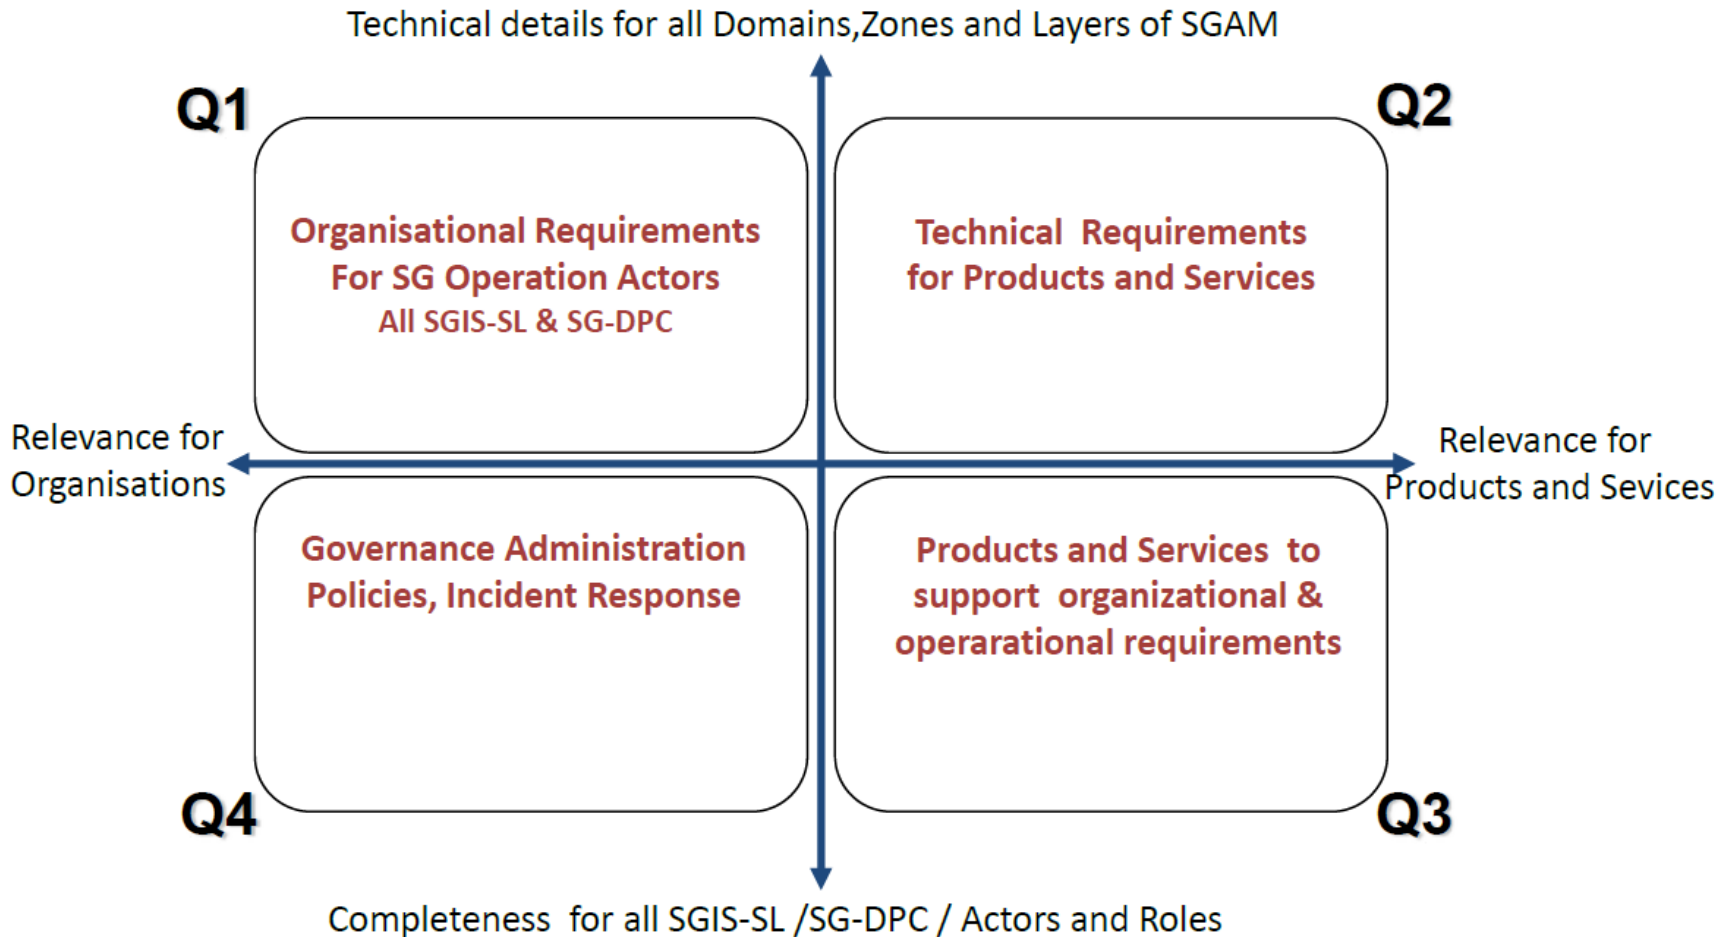 Technical details for all Domains,Zones and Layers of SGAM
Q1
Q2
Organisational Requirements
For SG Operation Actors
All SGIS-SL & SG-DPC
Technical Requirements
for Products and Services
Relevance for
Organisations
Relevance for
Products and Sevices
Governance Administration
Policies, Incident Response
Products and Services to
support organizational &
operarational requirements
Q4
Q3
Completeness for all SGIS-SL /SG-DPC / Actors and Roles